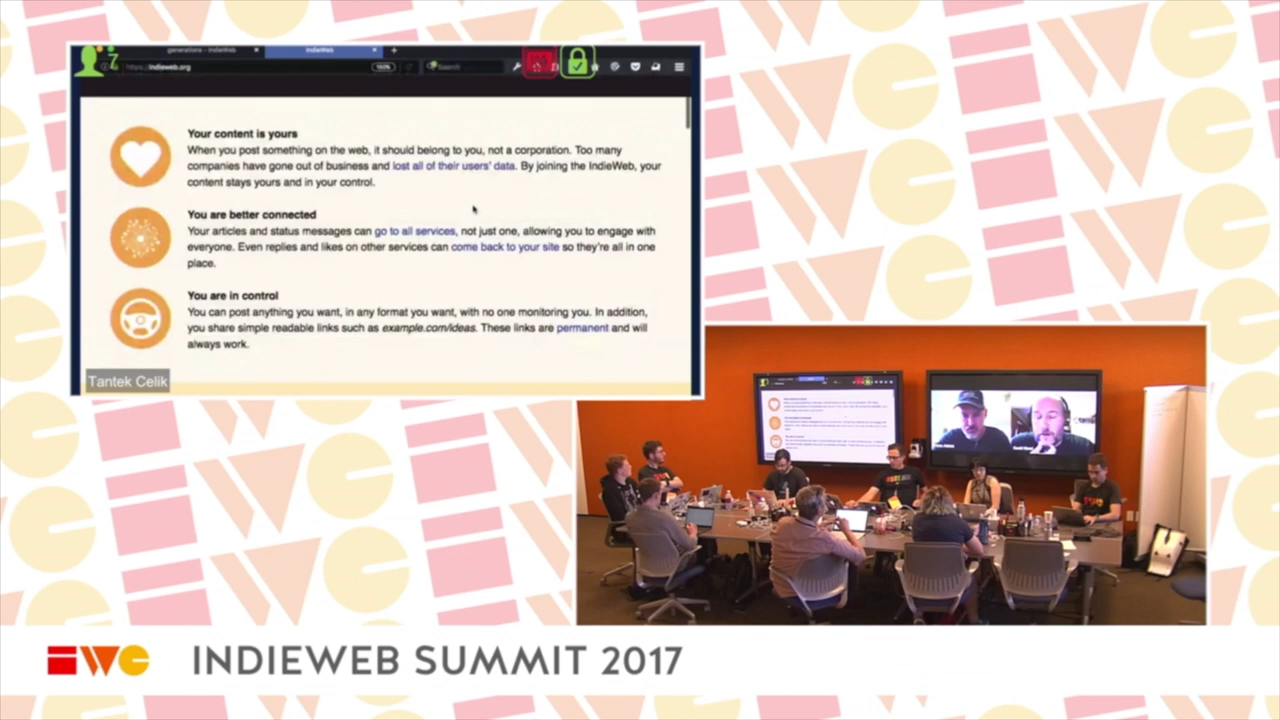 generations - IndieWeb
IndieWeb
7
https://indieweb.org
Search
Your content is yours
When you post something on the web, it should belong to you, not a corporation. Too many
companies have gone out of business and lost all of their users' data. By joining the IndieWeb, your
content stays yours and in your control.
You are better connected
Your articles and status messages can go to all services, not just one, allowing you to engage with
everyone. Even replies and likes on other services can come back to your site so they're all in one
place.
You are in control
You can post anything you want, in any format you want, with no one monitoring you. In addition,
you share simple readable links such as example.com/ideas. These links are permanent and will
always work.
Tantek Celik
INDIEWEB SUMMIT 2017